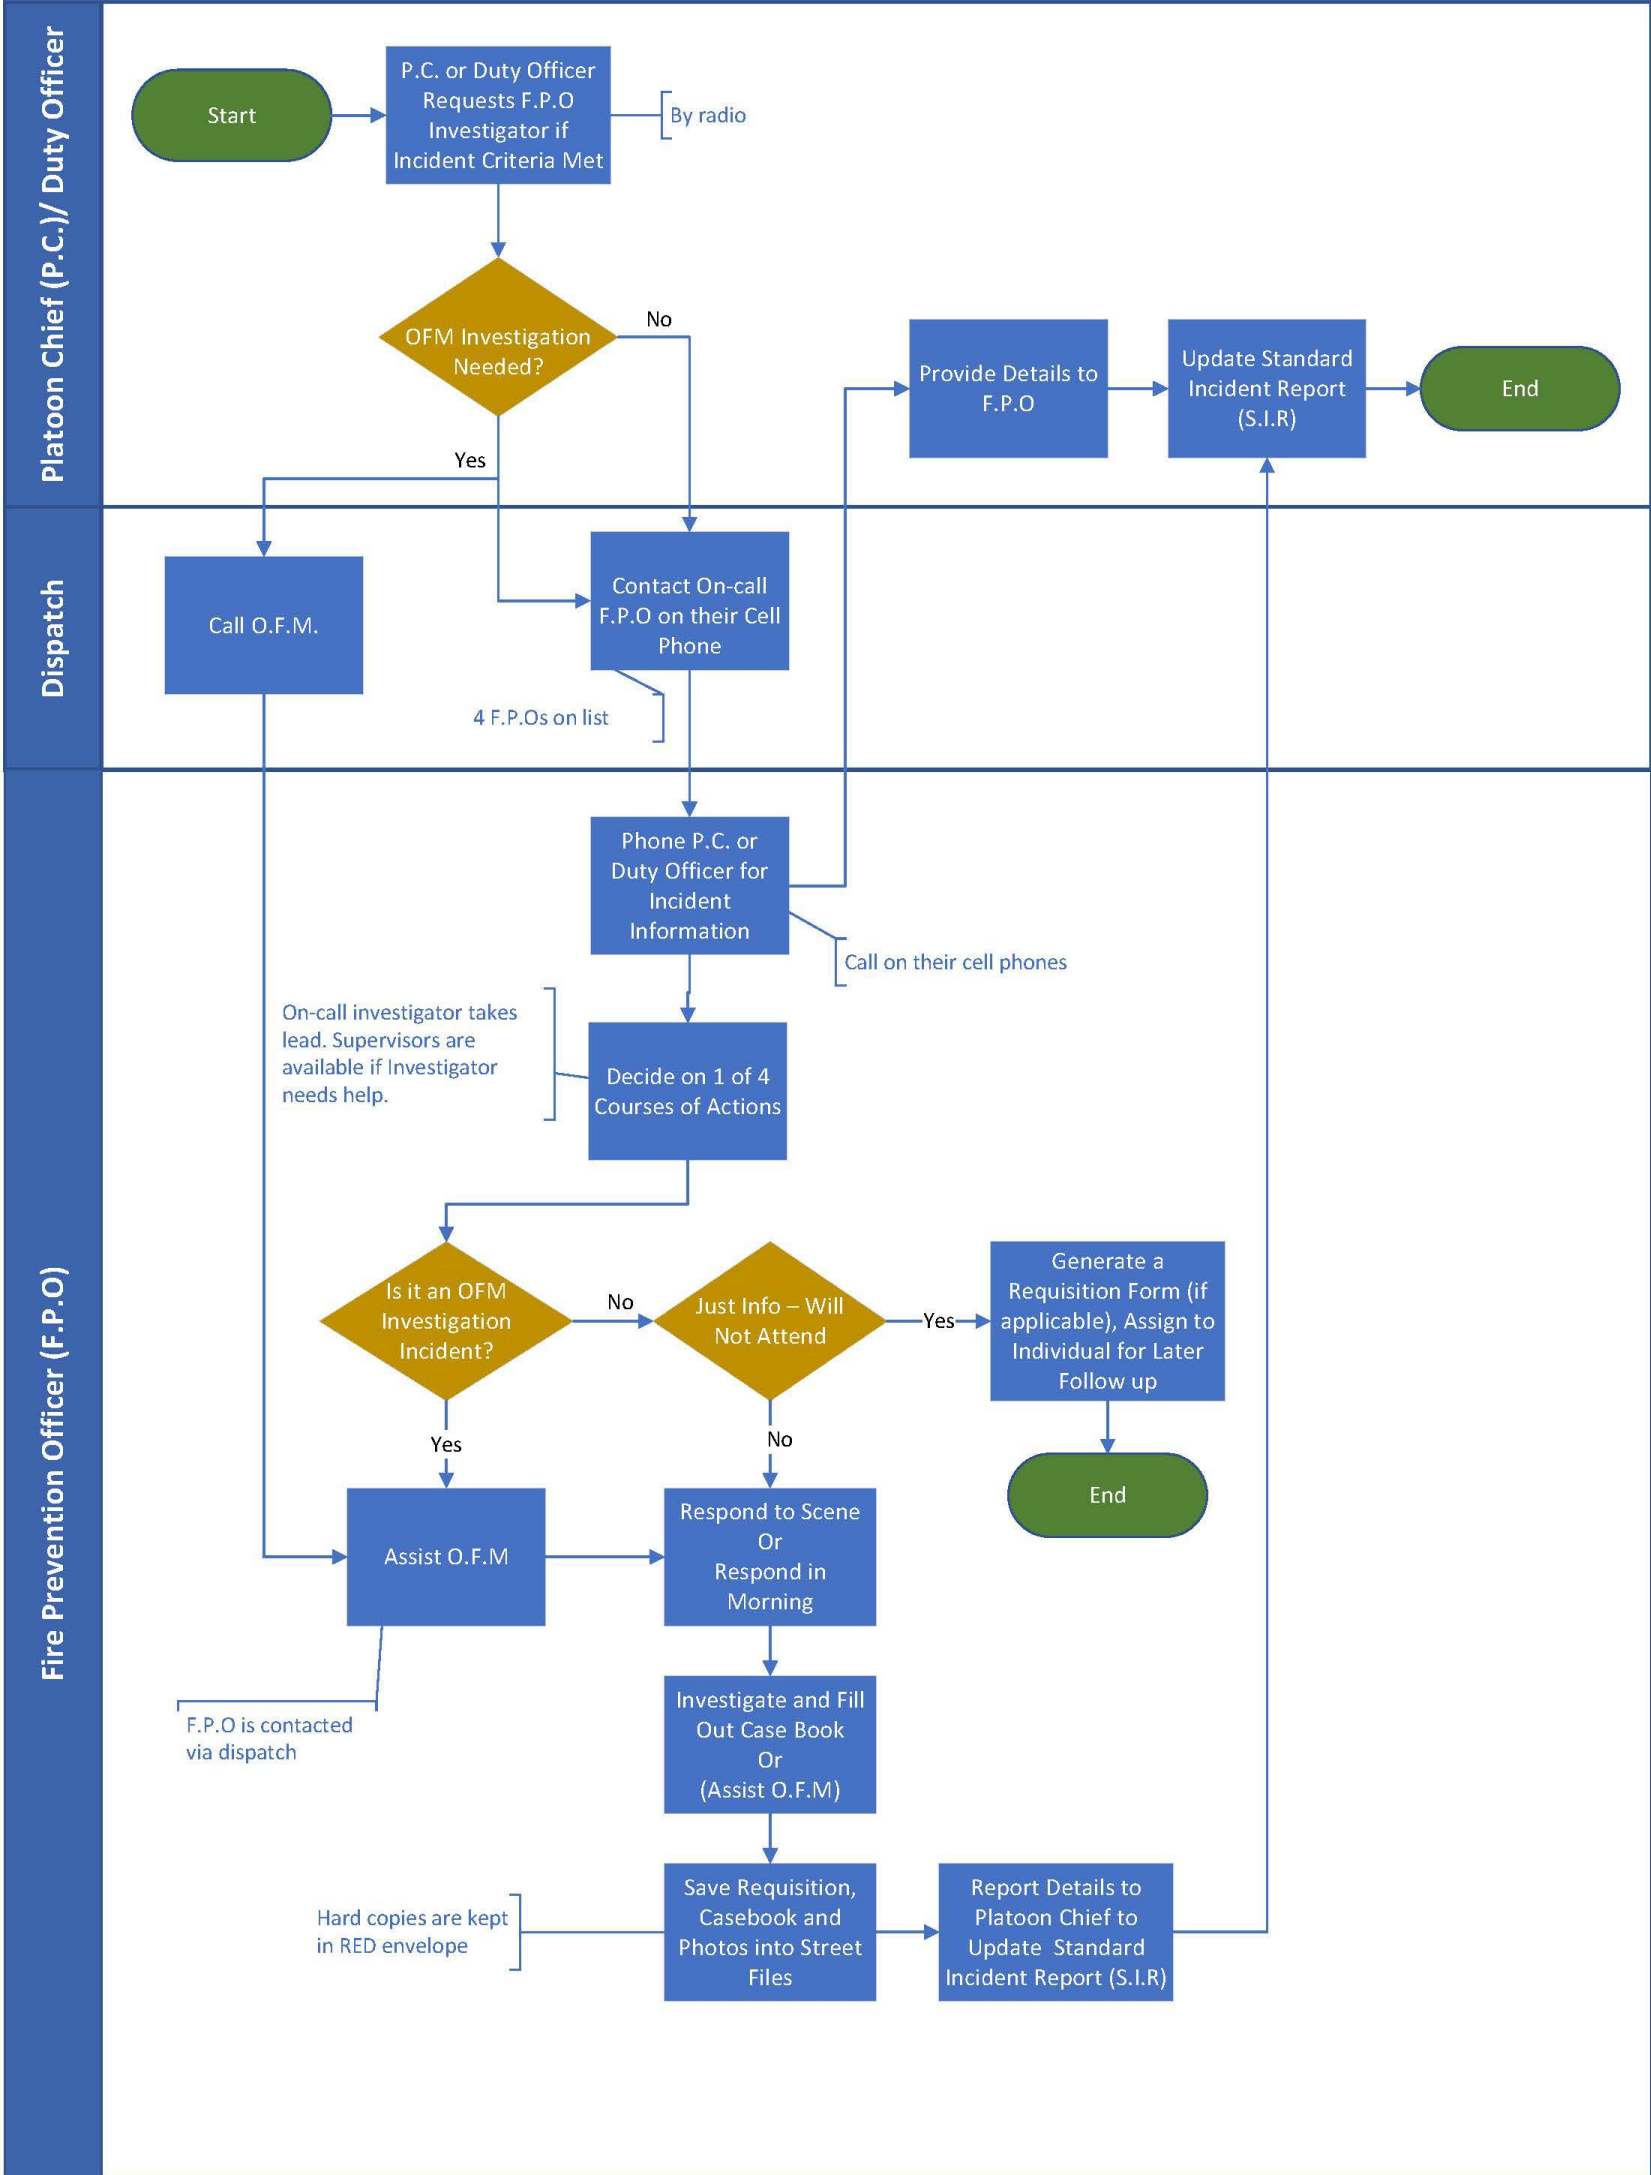 Platoon Chief (P.C.)/ Duty Officer
Start
P.C. or Duty Officer
Requests F.P.O
Investigator if
Incident Criteria Met
By radio
OFM Investigation
Needed?
No
Yes
Provide Details to
F.P.O
Update Standard
Incident Report
(S.I.R)
End
Dispatch
Call O.F.M.
Contact On-call
F.P.O on their Cell
Phone
4 F.P.Os on list
Fire Prevention Officer (F.P.O)
Phone P.C. or
Duty Officer for
Incident
Information
Call on their cell phones
On-call investigator takes
lead. Supervisors are
available if Investigator
needs help.
Decide on 1 of 4
Courses of Actions
Is it an OFM
Investigation
Incident?
No
Just Info – Will
Not Attend
Yes
Generate a
Requisition Form (if
applicable), Assign to
Individual for Later
Follow up
Yes
No
End
Assist O.F.M
Respond to Scene
Or
Respond in
Morning
F.P.O is contacted
via dispatch
Investigate and Fill
Out Case Book
Or
(Assist O.F.M)
Hard copies are kept
in RED envelope
Save Requisition,
Casebook and
Photos into Street
Files
Report Details to
Platoon Chief to
Update  Standard
Incident Report (S.I.R)